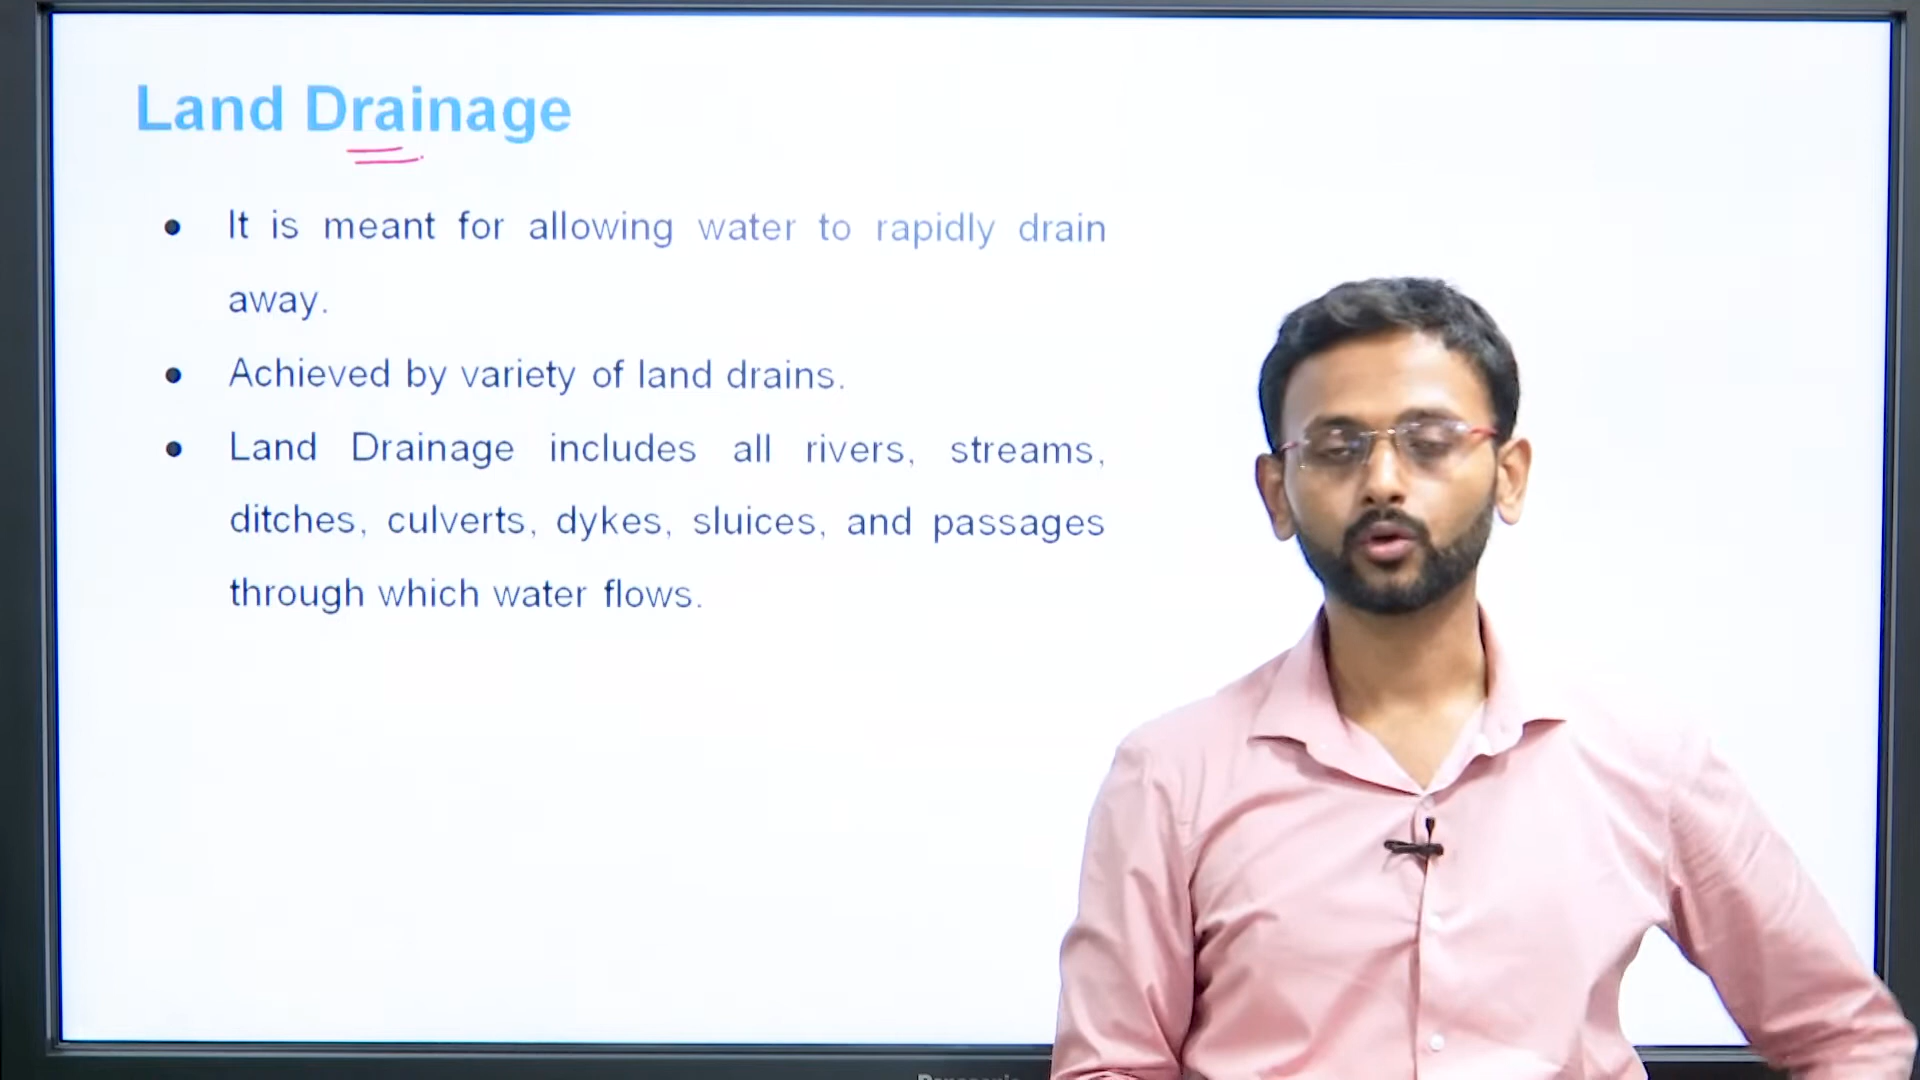 Land Drainage
● It is meant for allowing water to rapidly drain
away.
● Achieved by variety of land drains.
● Land Drainage includes all rivers, streams,
ditches, culverts, dykes, sluices, and passages
through which water flows.
Panasonic